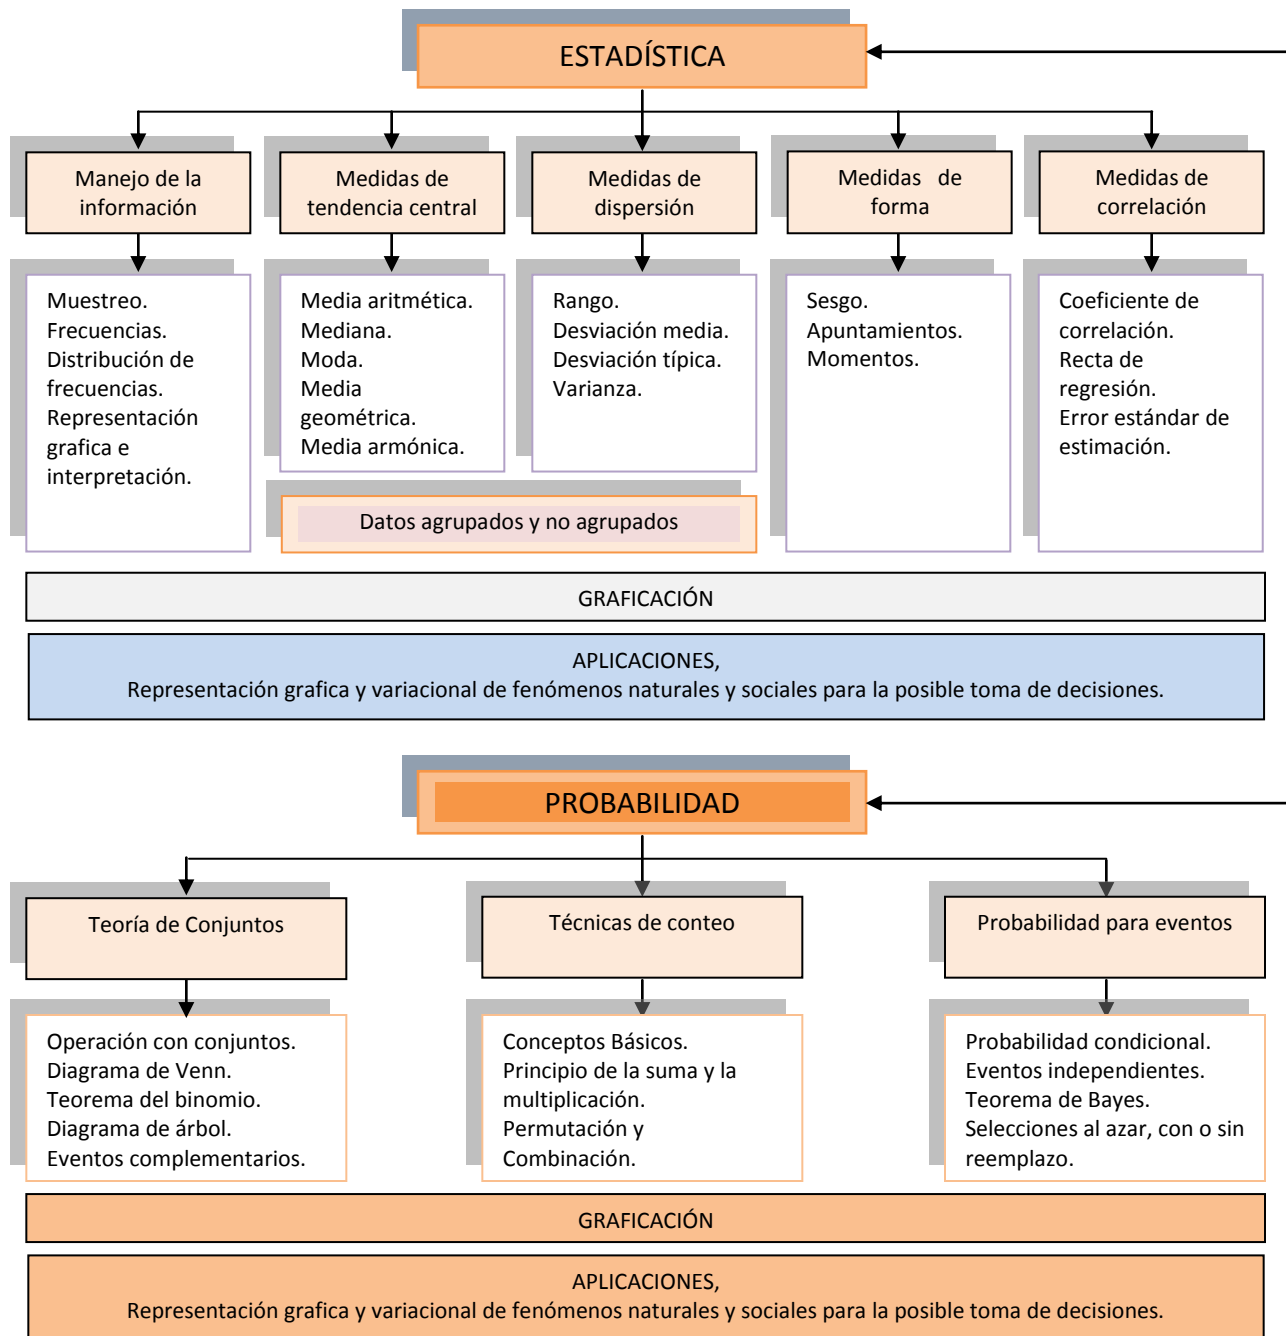 ESTADÍSTICA
Manejo de la
información
Medidas de
tendencia central
Medidas de
dispersión
Medidas de
forma
Medidas de
correlación
Muestreo.
Frecuencias.
Distribución de
frecuencias.
Representación
grafica e
interpretación.
Media aritmética.
Mediana.
Moda.
Media
geométrica.
Media armónica.
Rango.
Desviación media.
Desviación típica.
Varianza.
Sesgo.
Apuntamientos.
Momentos.
Coeficiente de
correlación.
Recta de
regresión.
Error estándar de
estimación.
Datos agrupados y no agrupados
GRAFICACIÓN
APLICACIONES,
Representación grafica y variacional de fenómenos naturales y sociales para la posible toma de decisiones.
PROBABILIDAD
Teoría de Conjuntos
Técnicas de conteo
Probabilidad para eventos
Operación con conjuntos.
Diagrama de Venn.
Teorema del binomio.
Diagrama de árbol.
Eventos complementarios.
Conceptos Básicos.
Principio de la suma y la
multiplicación.
Permutación y
Combinación.
Probabilidad condicional.
Eventos independientes.
Teorema de Bayes.
Selecciones al azar, con o sin
reemplazo.
GRAFICACIÓN
APLICACIONES,
Representación grafica y variacional de fenómenos naturales y sociales para la posible toma de decisiones.